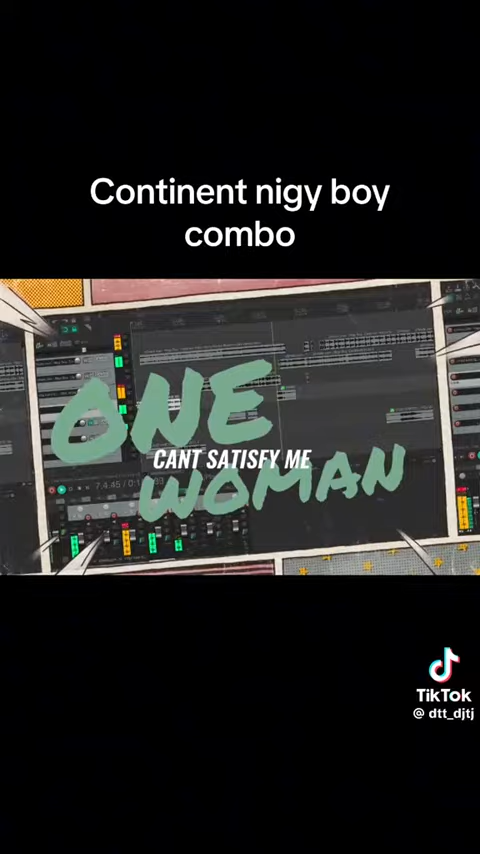 Continent nigy boy
combo
ONE
CANT SATISFY ME
WOMAN
TikTok
@ dtt_djtj